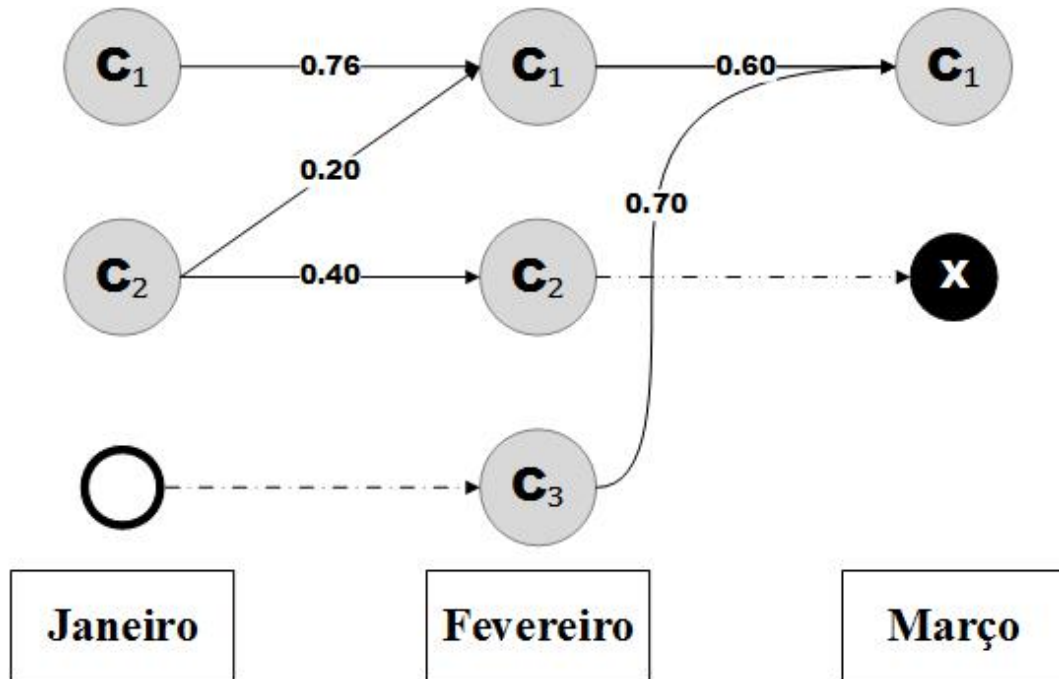 C₁ 0.76 C₁ 0.60 C₁
0.20
0.70
C₂ 0.40 C₂ X
C₃
Janeiro Fevereiro Março